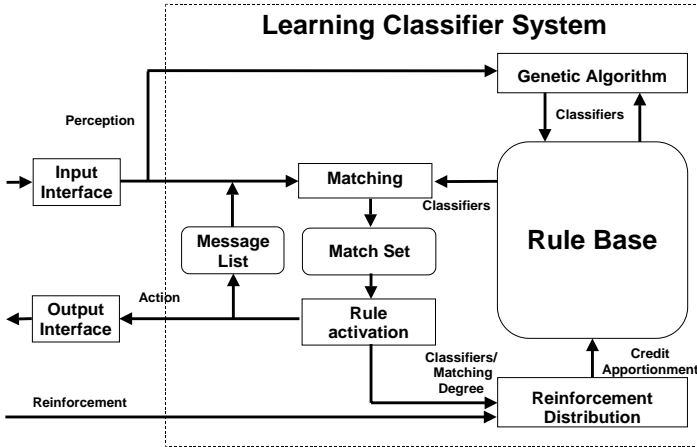 Learning Classifier System
Genetic Algorithm
Perception
Classifiers
Input
Interface
Matching
Classifiers
Rule Base
Message
List
Match Set
Output
Interface
Action
Rule
activation
Classifiers/
Matching
Degree
Credit
Apportionment
Reinforcement
Reinforcement
Distribution